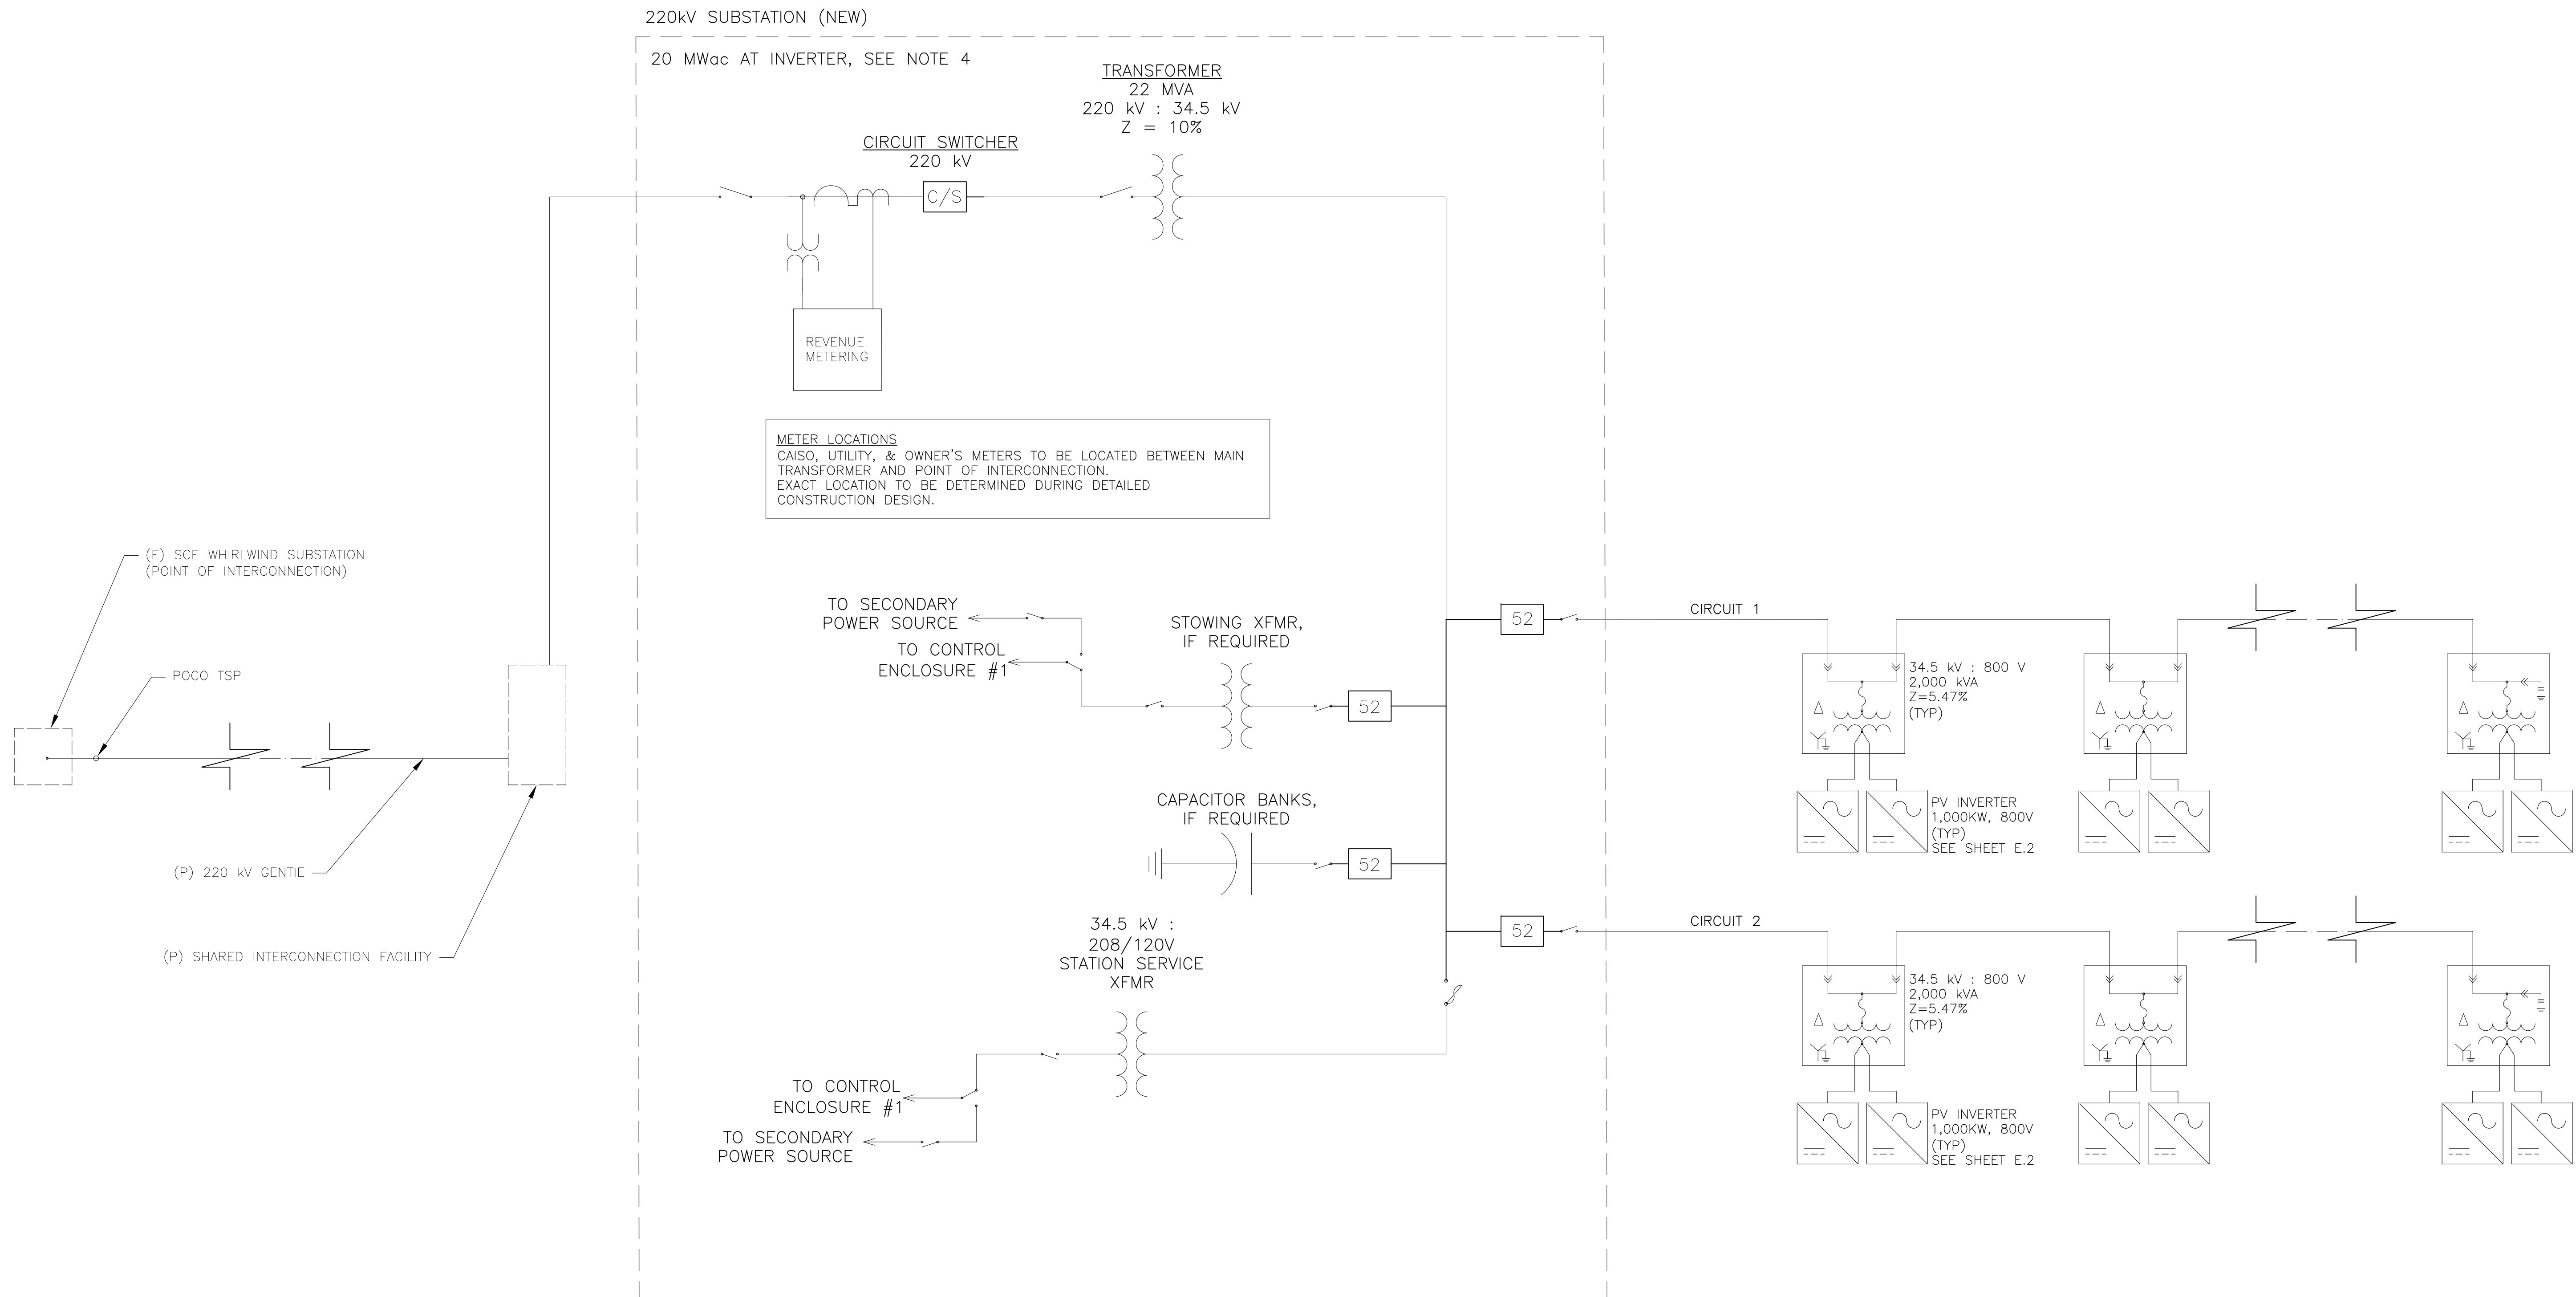 220kV SUBSTATION (NEW)
20 MWac AT INVERTER, SEE NOTE 4
TRANSFORMER
22 MVA
220 kV : 34.5 kV
Z = 10%
CIRCUIT SWITCHER
220 kV
C/S
REVENUE
METERING
METER LOCATIONS
CAISO, UTILITY, & OWNER'S METERS TO BE LOCATED BETWEEN MAIN
TRANSFORMER AND POINT OF INTERCONNECTION.
EXACT LOCATION TO BE DETERMINED DURING DETAILED
CONSTRUCTION DESIGN.
(E) SCE WHIRLWIND SUBSTATION
(POINT OF INTERCONNECTION)
POCO TSP
(P) 220 kV GENTIE
(P) SHARED INTERCONNECTION FACILITY
TO SECONDARY
POWER SOURCE
TO CONTROL
ENCLOSURE #1
STOWING XFMR,
IF REQUIRED
52
52
CAPACITOR BANKS,
IF REQUIRED
52
52
34.5 kV :
208/120V
STATION SERVICE
XFMR
TO CONTROL
ENCLOSURE #1
TO SECONDARY
POWER SOURCE
CIRCUIT 1
34.5 kV : 800 V
2,000 kVA
Z=5.47%
(TYP)
PV INVERTER
1,000KW, 800V
(TYP)
SEE SHEET E.2
CIRCUIT 2
34.5 kV : 800 V
2,000 kVA
Z=5.47%
(TYP)
PV INVERTER
1,000KW, 800V
(TYP)
SEE SHEET E.2